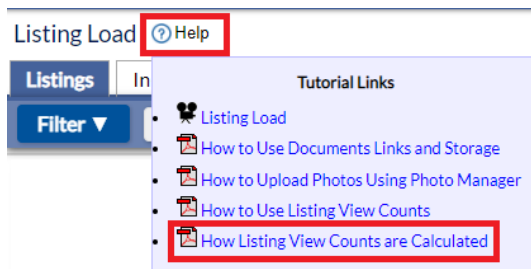 Listing Load ? Help
Listings In
Tutorial Links
Filter ▼
• Listing Load
• How to Use Documents Links and Storage
• How to Upload Photos Using Photo Manager
• How to Use Listing View Counts
• How Listing View Counts are Calculated